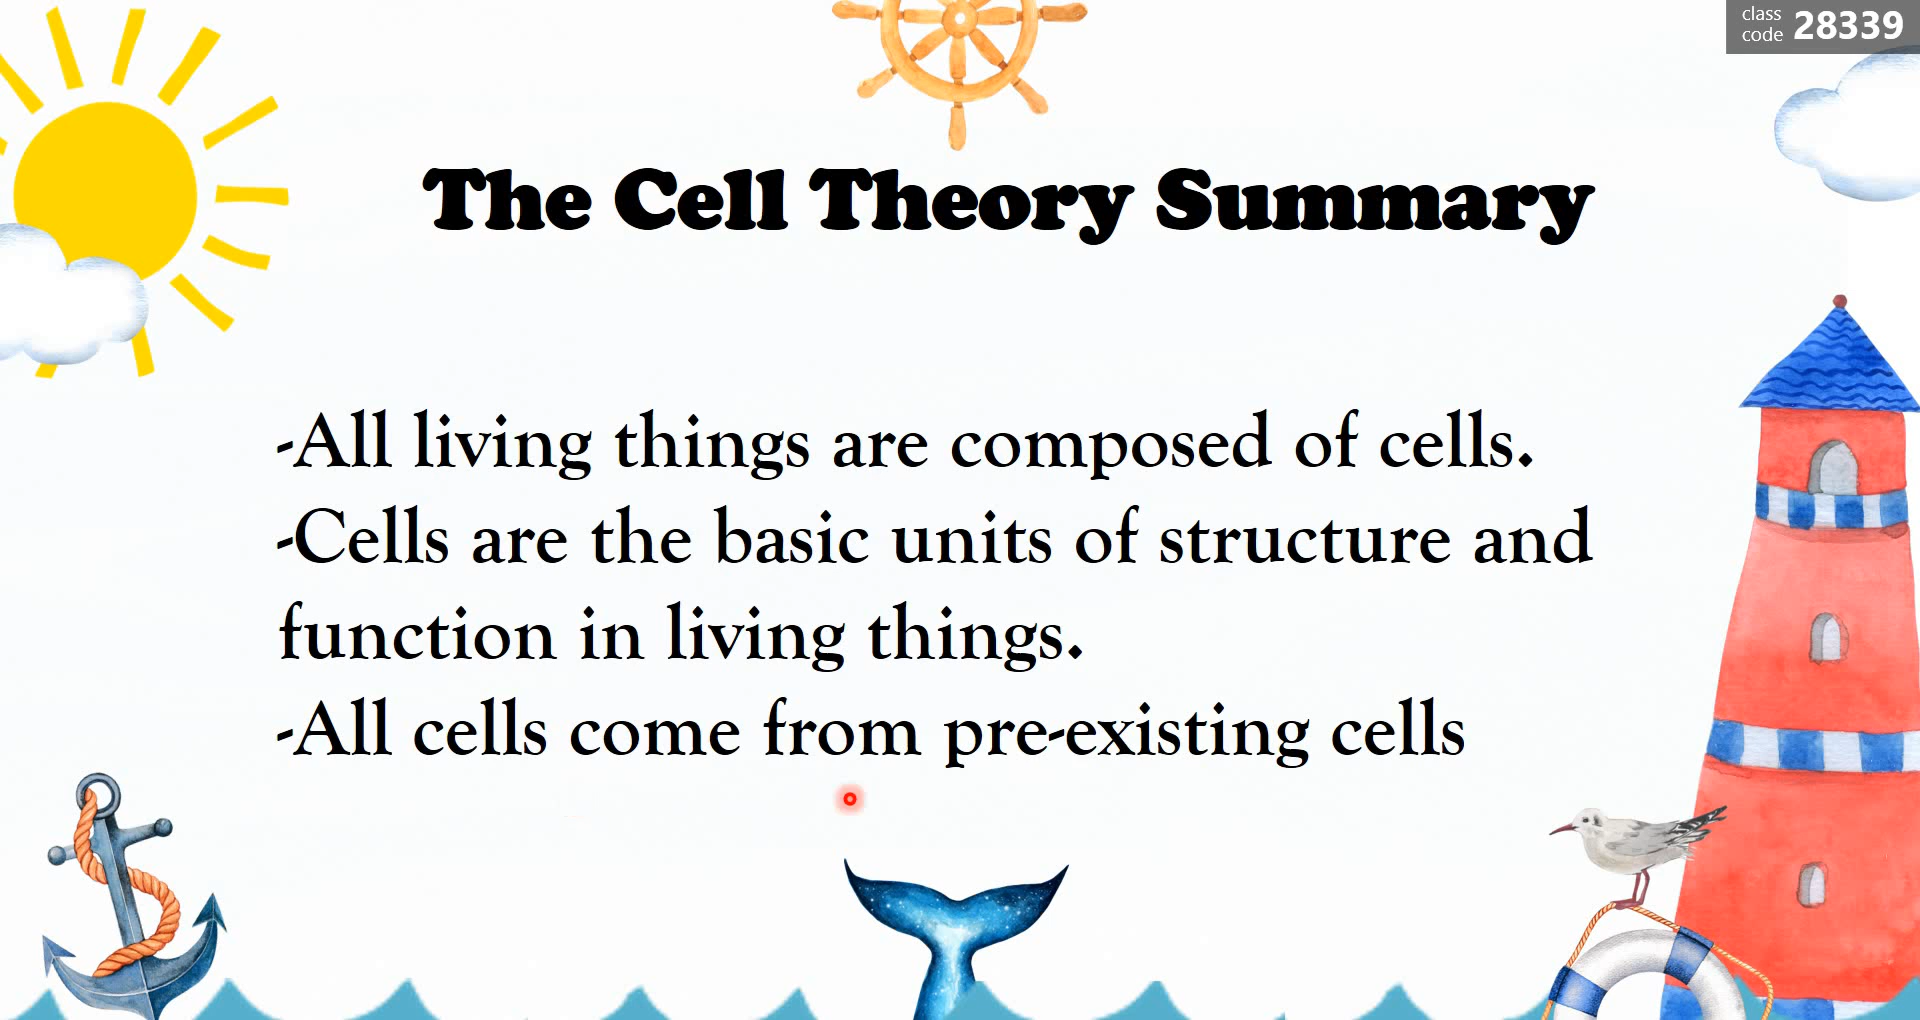 class
code 28339
The Cell Theory Summary
-All living things are composed of cells.
-Cells are the basic units of structure and
function in living things.
-All cells come from pre-existing cells